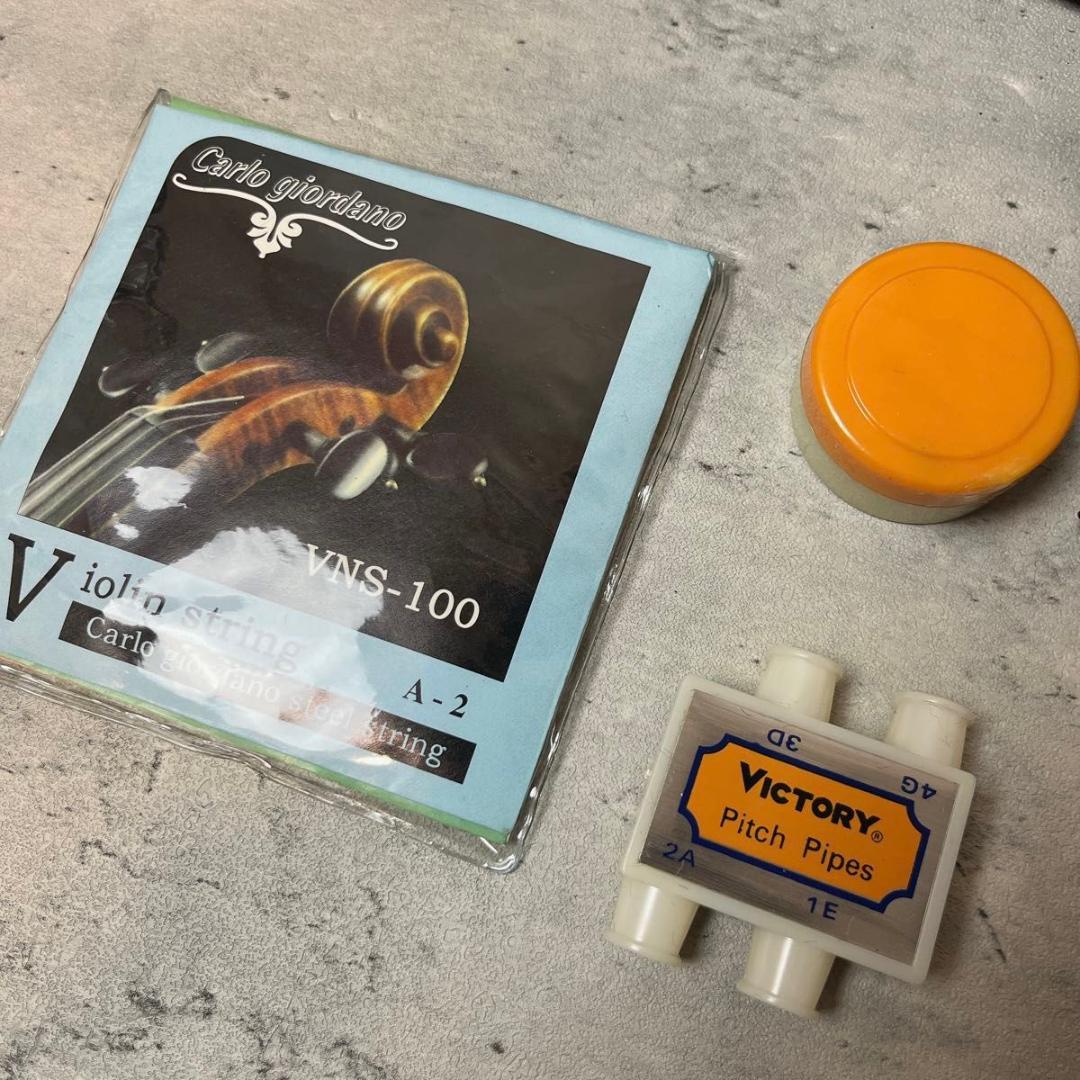 Carlo giordano
VNS-100
Violin string
Carlo giordano steel string
A-2
3D
4G
VICTORY®
Pitch Pipes
2A
1E